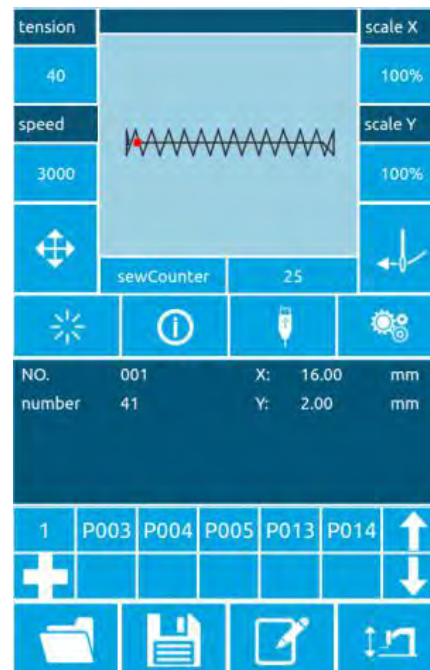 tension
scale X
40
100%
speed
scale Y
3000
100%
sewCounter 25
NO. 001 X: 16.00 mm
number 41 Y: 2.00 mm
1 P003 P004 P005 P013 P014